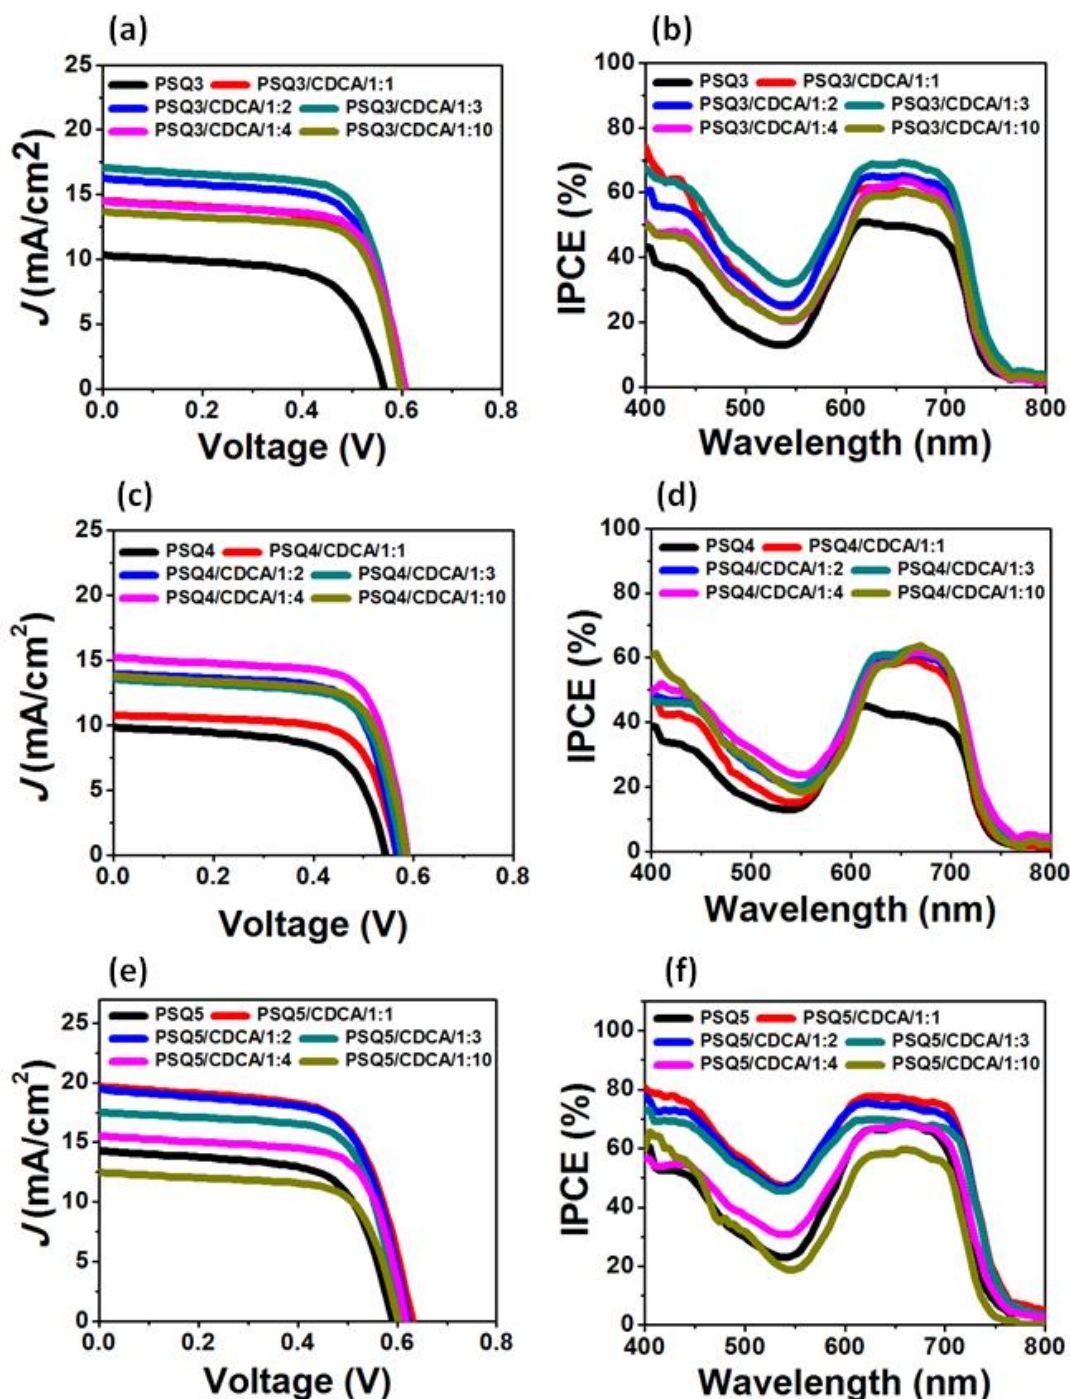 (a)
25
20
15
10
5
0
0.0 0.2 0.4 0.6 0.8
J (mA/cm2)
Voltage (V)
PSQ3 PSQ3/CDCA/1:1
PSQ3/CDCA/1:2 PSQ3/CDCA/1:3
PSQ3/CDCA/1:4 PSQ3/CDCA/1:10
(b)
100
80
60
40
20
0
400 500 600 700 800
IPCE (%)
Wavelength (nm)
PSQ3 PSQ3/CDCA/1:1
PSQ3/CDCA/1:2 PSQ3/CDCA/1:3
PSQ3/CDCA/1:4 PSQ3/CDCA/1:10
(c)
25
20
15
10
5
0
0.0 0.2 0.4 0.6 0.8
J (mA/cm²)
Voltage (V)
PSQ4 PSQ4/CDCA/1:1
PSQ4/CDCA/1:2 PSQ4/CDCA/1:3
PSQ4/CDCA/1:4 PSQ4/CDCA/1:10
(d)
100
80
60
40
20
0
400 500 600 700 800
IPCE (%)
Wavelength (nm)
PSQ4 PSQ4/CDCA/1:1
PSQ4/CDCA/1:2 PSQ4/CDCA/1:3
PSQ4/CDCA/1:4 PSQ4/CDCA/1:10
(e)
25
20
15
10
5
0
0.0 0.2 0.4 0.6 0.8
J (mA/cm²)
Voltage (V)
PSQ5 PSQ5/CDCA/1:1
PSQ5/CDCA/1:2 PSQ5/CDCA/1:3
PSQ5/CDCA/1:4 PSQ5/CDCA/1:10
(f)
100
80
60
40
20
0
400 500 600 700 800
IPCE (%)
Wavelength (nm)
PSQ5 PSQ5/CDCA/1:1
PSQ5/CDCA/1:2 PSQ5/CDCA/1:3
PSQ5/CDCA/1:4 PSQ5/CDCA/1:10